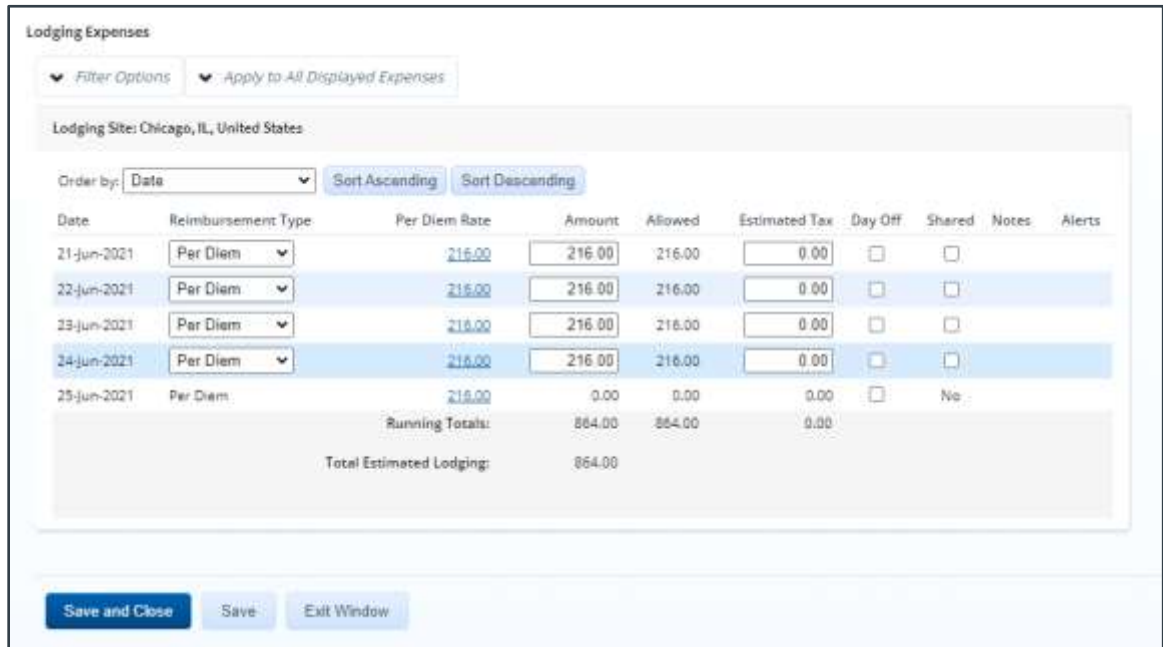 Lodging Expenses
Filter Options Apply to All Displayed Expenses
Lodging Site: Chicago, IL, United States
Order by: Date Sort Ascending Sort Descending
Date Reimbursement Type Per Diem Rate Amount Allowed Estimated Tax Day Off Shared Notes Alerts
21-Jun-2021 Per Diem 216.00 216.00 216.00 0.00
22-Jun-2021 Per Diem 216.00 216.00 216.00 0.00
23-Jun-2021 Per Diem 216.00 216.00 216.00 0.00
24-Jun-2021 Per Diem 216.00 216.00 216.00 0.00
25-Jun-2021 Per Diem 216.00 0.00 0.00 0.00 No
Running Totals: 864.00 864.00 0.00
Total Estimated Lodging: 864.00
Save and Close Save Exit Window